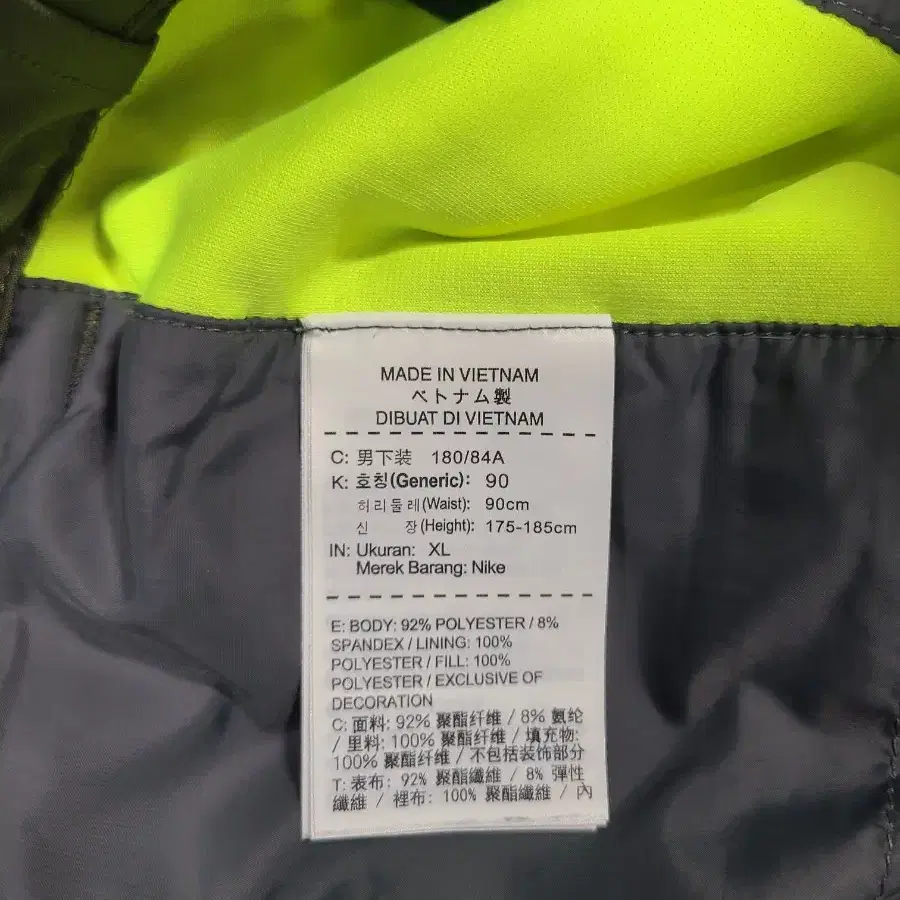 MADE IN VIETNAM
ベトナム製
DIBUAT DI VIETNAM
C: 男下装 180/84A
K: 호칭(Generic): 90
허리둘레(Waist): 90cm
신 장(Height): 175-185cm
IN: Ukuran: XL
Merek Barang: Nike
E: BODY: 92% POLYESTER / 8%
SPANDEX / LINING: 100%
POLYESTER / FILL: 100%
POLYESTER / EXCLUSIVE OF
DECORATION
C: 面料: 92% 聚酯纤维 / 8% 氨纶
/ 里料: 100% 聚酯纤维 / 填充物:
100% 聚酯纤维 / 不包括装饰部分
T: 表布: 92% 聚酯纖維 / 8% 彈性
纖維 / 裡布: 100% 聚酯纖維 / 內